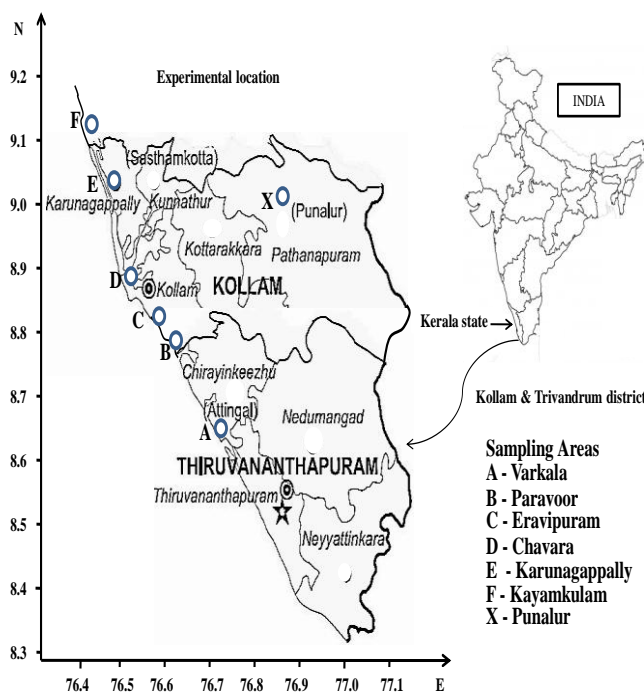 N
9.2
9.1
9.0
8.9
8.8
8.7
8.6
8.5
8.4
8.3
76.4 76.5 76.6 76.7 76.8 76.9 77.0 77.1 E
Experimental location
F
(Sasthamkotta)
E
Karunagappally
Kunnathur
X
(Punalur)
Kottarakkara
Pathanapuram
D
Kollam
KOLLAM
C
B
Chirayinkeezhu
(Attingal)
Nedumangad
A
THIRUVANANTHAPURAM
Thiruvananthapuram
Neyyattinkara
INDIA
Kerala state
Kollam & Trivandrum district
Sampling Areas
A - Varkala
B - Paravoor
C - Eravipuram
D - Chavara
E - Karunagappally
F - Kayamkulam
X - Punalur